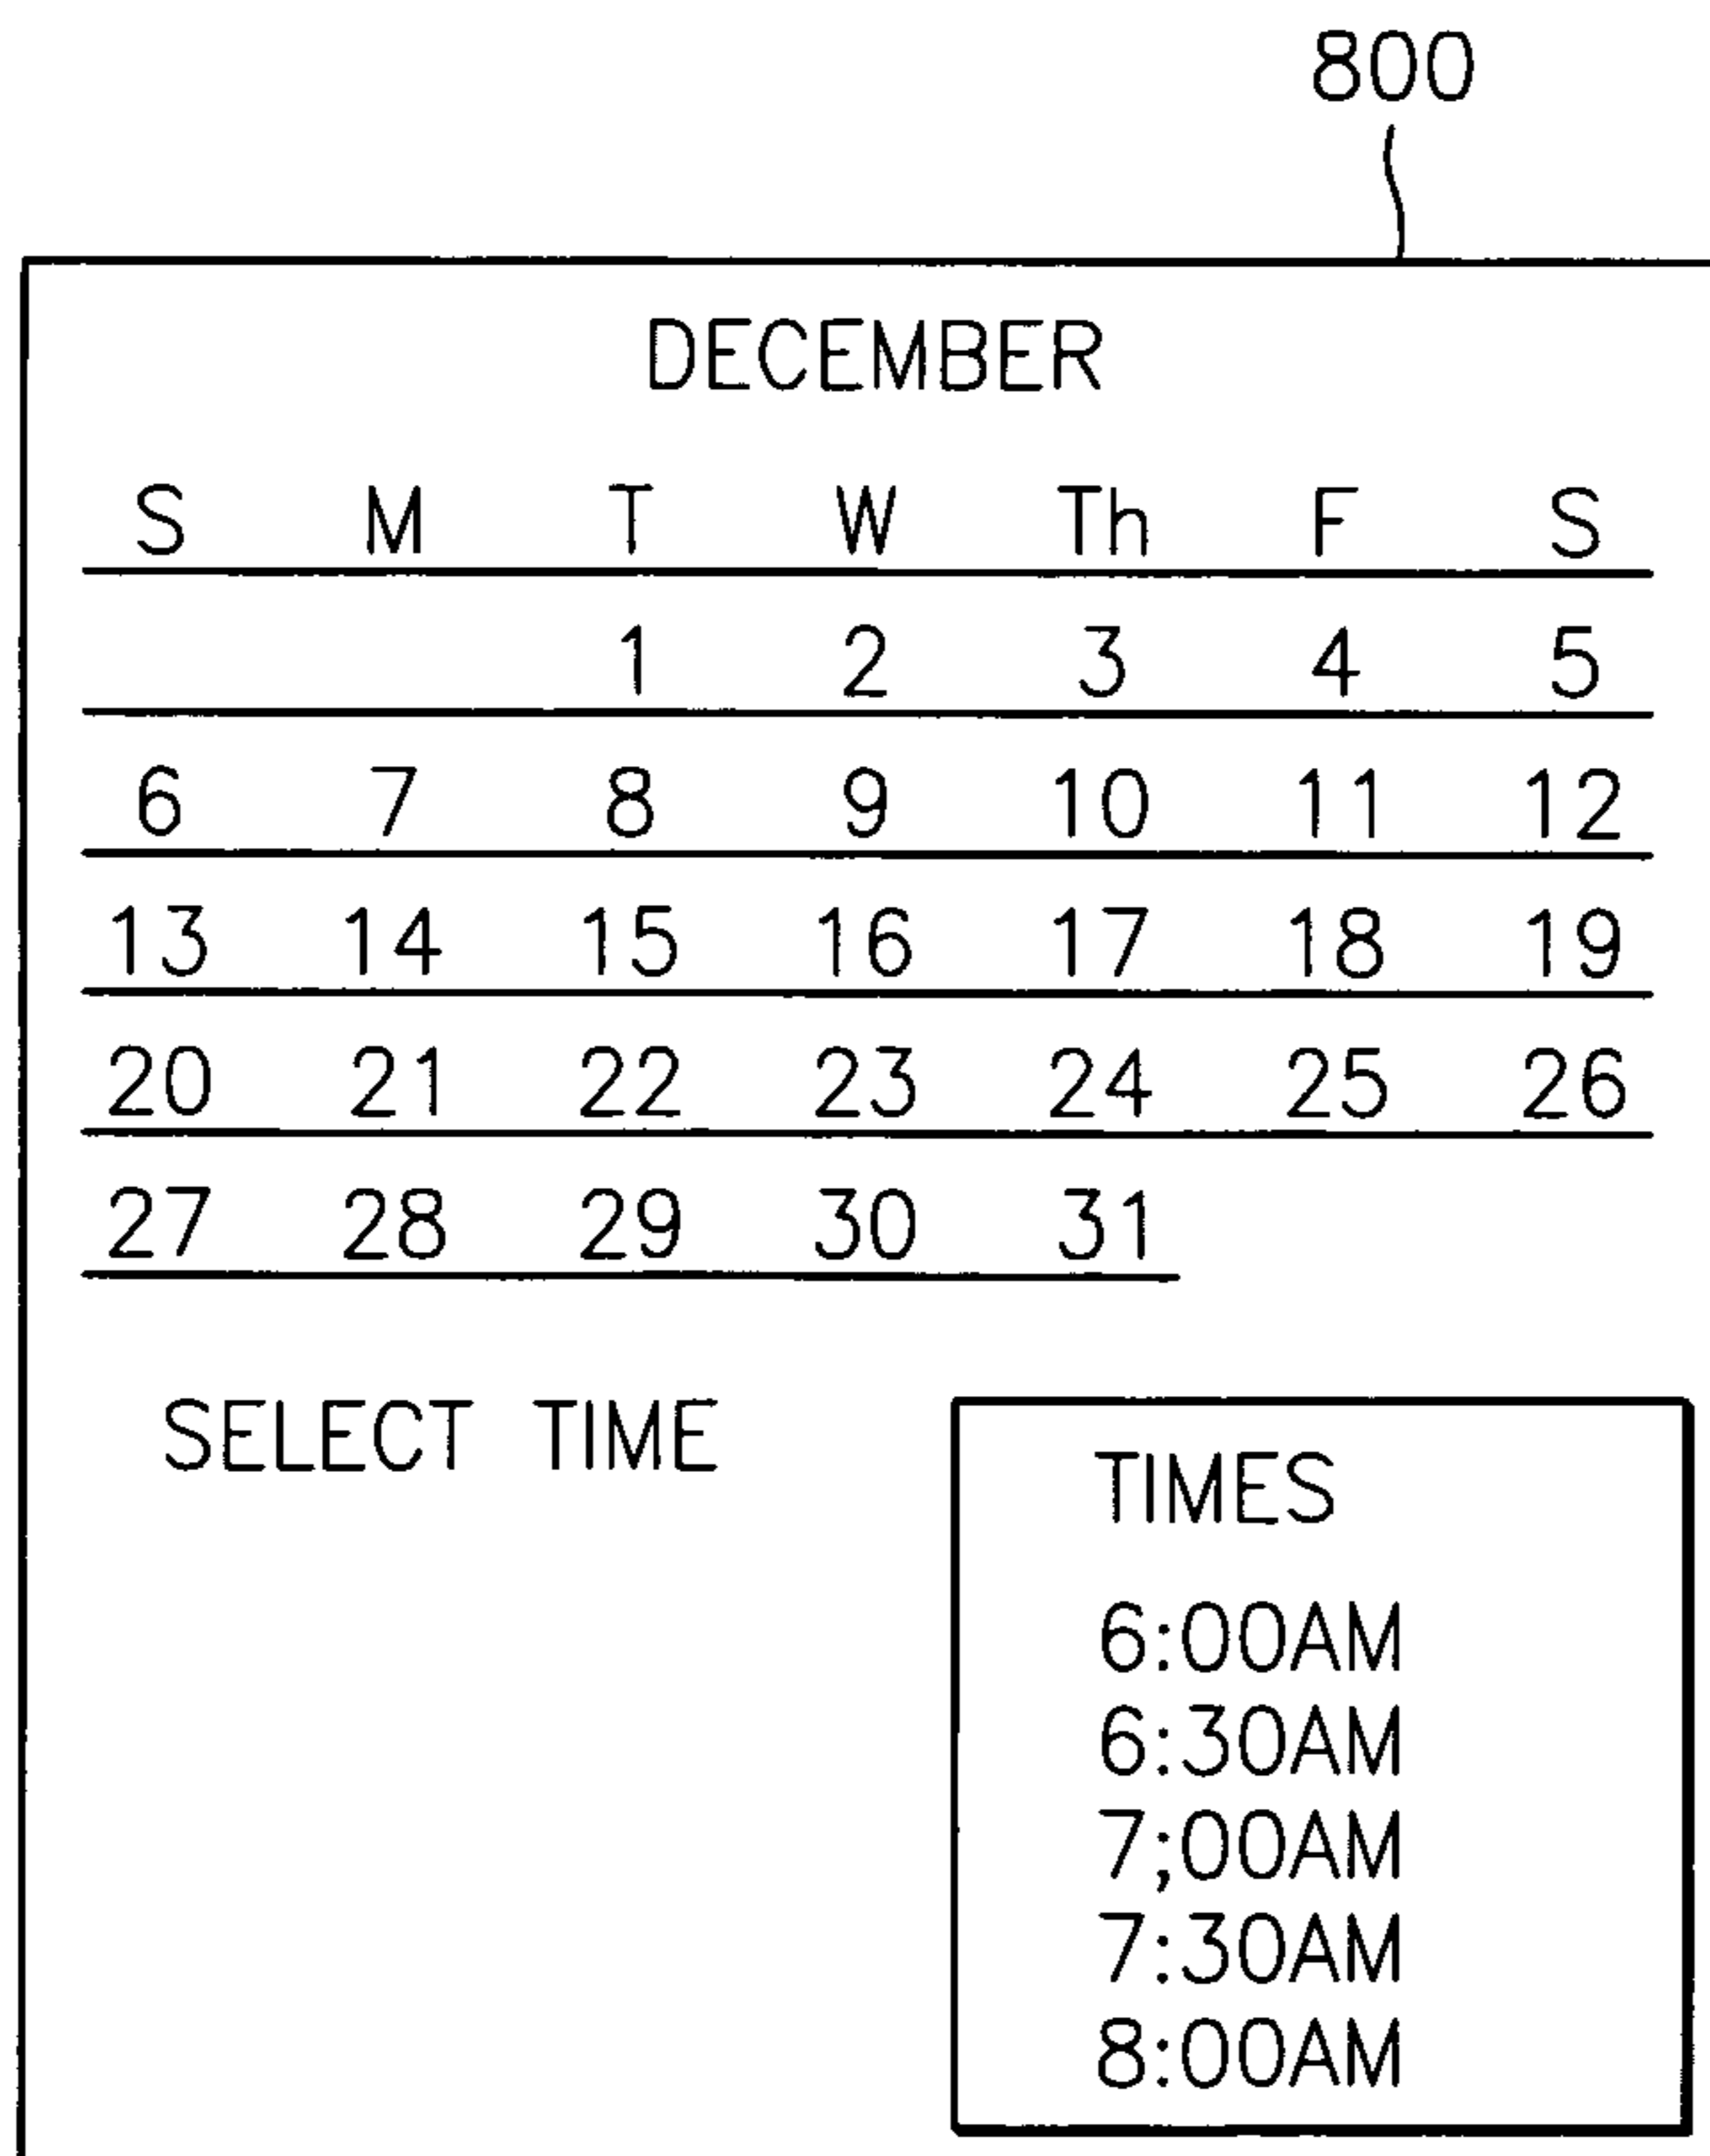 800
DECEMBER
S M T W Th F S
1 2 3 4 5
6 7 8 9 10 11 12
13 14 15 16 17 18 19
20 21 22 23 24 25 26
27 28 29 30 31
SELECT TIME
TIMES
6:00AM
6:30AM
7;00AM
7:30AM
8:00AM